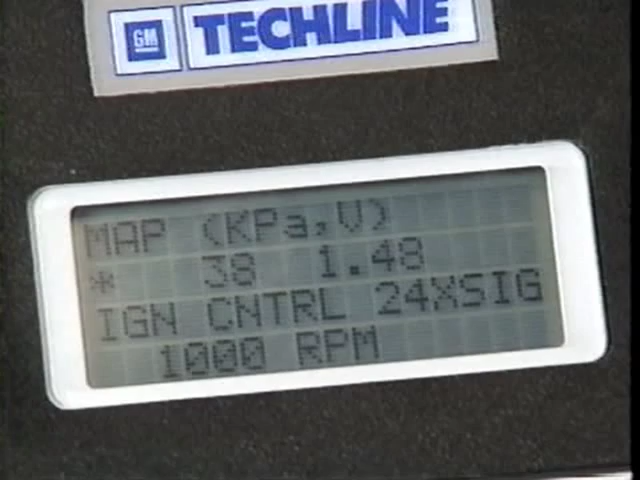 GM TECHLINE
MAP (KPa,V)
* 38 1.48
IGN CNTRL 24XSIG
1000 RPM